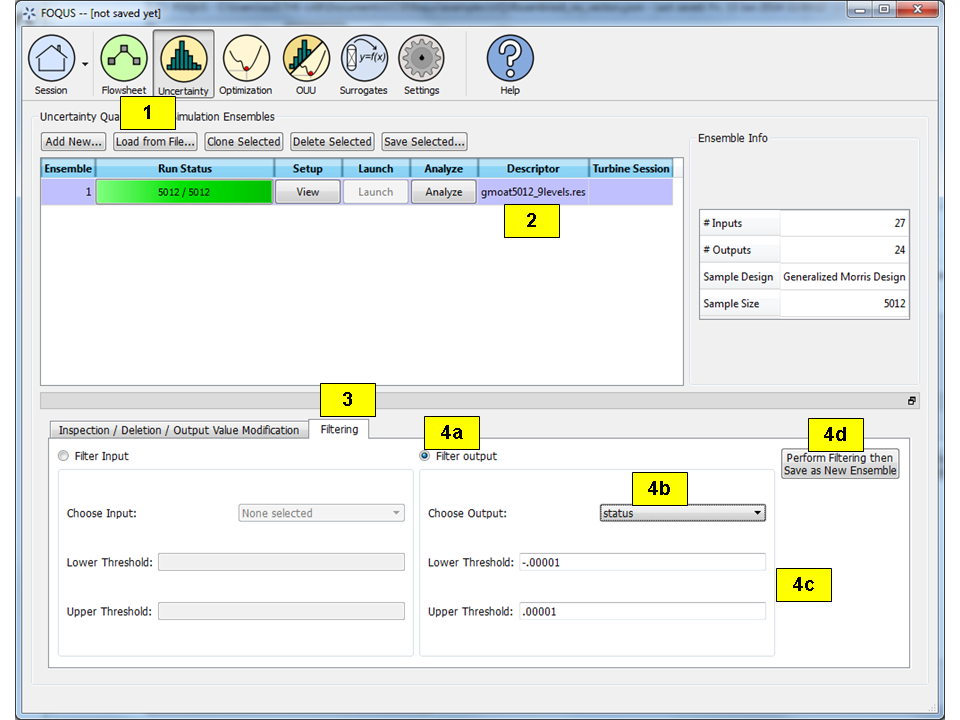 FOQUS -- [not saved yet]
Session
Flowsheet
Uncertainty
Optimization
OUU
y=f(x)
Surrogates
Settings
?
Help
1
Uncertainty Qua
imulation Ensembles
Add New...
Load from File...
Clone Selected
Delete Selected
Save Selected...
Ensemble Run Status Setup Launch Analyze Descriptor Turbine Session
1 5012 / 5012 View Launch Analyze gmoat5012_9levels.res
2
Ensemble Info
# Inputs 27
# Outputs 24
Sample Design Generalized Morris Design
Sample Size 5012
3
Inspection / Deletion / Output Value Modification
Filtering
4a
4d
Filter Input
Filter output
Perform Filtering then
Save as New Ensemble
4b
Choose Input: None selected
Choose Output: status
Lower Threshold:
Lower Threshold: -.00001
4c
Upper Threshold:
Upper Threshold: .00001